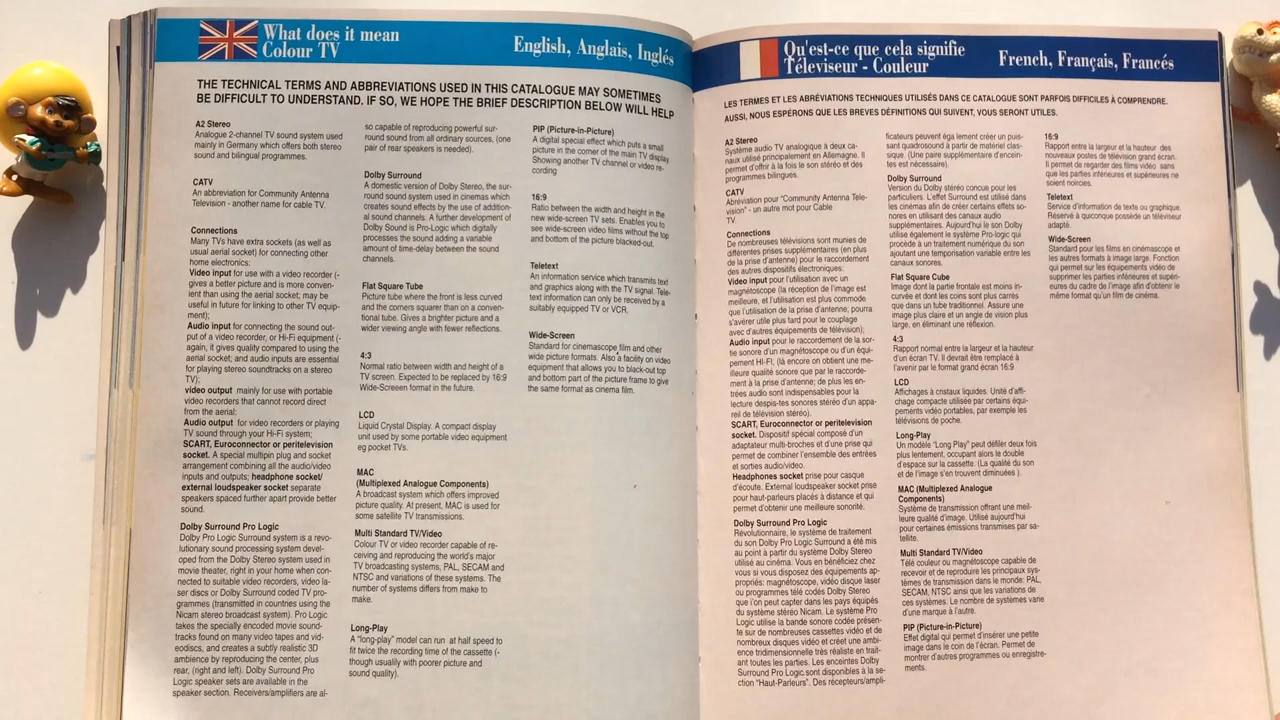 What does it mean
Colour TV
English, Anglais, Inglés
THE TECHNICAL TERMS AND ABBREVIATIONS USED IN THIS CATALOGUE MAY SOMETIMES
BE DIFFICULT TO UNDERSTAND. IF SO, WE HOPE THE BRIEF DESCRIPTION BELOW WILL HELP
A2 Stereo
Analogue 2-channel TV sound system used
mainly in Germany which offers both stereo
sound and bilingual programmes.
CATV
An abbreviation for Community Antenna
Television - another name for cable TV.
Connections
Many TVs have extra sockets (as well as
usual aerial socket) for connecting other
home electronics:
Video input for use with a video recorder (-
gives a better picture and is more conven-
ient than using the aerial socket; may be
useful in future for linking to other TV equip-
ment);
Audio input for connecting the sound out-
put of a video recorder, or Hi-Fi equipment (-
again, it gives quality compared to using the
aerial socket; and audio inputs are essential
for playing stereo soundtracks on a stereo
TV);
video output mainly for use with portable
video recorders that cannot record direct
from the aerial:
Audio output for video recorders or playing
TV sound through your Hi-Fi system;
SCART, Euroconnector or peritelevision
socket. A special multipin plug and socket
arrangement combining all the audio/video
inputs and outputs; headphone socket/
external loudspeaker socket separate
speakers spaced further apart provide better
sound.
Dolby Surround Pro Logic
Dolby Pro Logic Surround system is a revo-
lutionary sound processing system devel-
oped from the Dolby Stereo system used in
movie theater, right in your home when con-
nected to suitable video recorders, video la-
ser discs or Dolby Surround coded TV pro-
grammes (transmitted in countries using the
Nicam stereo broadcast system). Pro Logic
takes the specially encoded movie sound-
tracks found on many video tapes and vid-
eodiscs, and creates a subtly realistic 3D
ambience by reproducing the center, plus
rear, (right and left). Dolby Surround Pro
Logic speaker sets are available in the
speaker section. Receivers/amplifiers are al-
so capable of reproducing powerful sur-
round sound from all ordinary sources, (one
pair of rear speakers is needed).
Dolby Surround
A domestic version of Dolby Stereo, the sur-
round sound system used in cinemas which
creates sound effects by the use of addition-
al sound channels. A further development of
Dolby Sound is Pro-Logic which digitally
processes the sound adding a variable
amount of time-delay between the sound
channels.
Flat Square Tube
Picture tube where the front is less curved
and the corners squarer than on a conven-
tional tube. Gives a brighter picture and a
wider viewing angle with fewer reflections.
4:3
Normal ratio between width and height of a
TV screen. Expected to be replaced by 16:9
Wide-Screeen format in the future.
LCD
Liquid Crystal Display. A compact display
unit used by some portable video equipment
eg pocket TVs.
MAC
(Multiplexed Analogue Components)
A broadcast system which offers improved
picture quality. At present, MAC is used for
some satellite TV transmissions.
Multi Standard TV/Video
Colour TV or video recorder capable of re-
ceiving and reproducing the world's major
TV broadcasting systems, PAL, SECAM and
NTSC and variations of these systems. The
number of systems differs from make to
make.
Long-Play
A "long-play" model can run at half speed to
fit twice the recording time of the cassette (-
though usually with poorer picture and
sound quality).
PIP (Picture-in-Picture)
A digital special effect which puts a small
picture in the corner of the main TV display
Showing another TV channel or video re-
cording
16:9
Ratio between the width and height in the
new wide-screen TV sets. Enables you to
see wide-screen video films without the top
and bottom of the picture blacked-out.
Teletext
An information service which transmits text
and graphics along with the TV signal. Tele-
text information can only be received by a
suitably equipped TV or VCR.
Wide-Screen
Standard for cinemascope film and other
wide picture formats. Also a facility on video
equipment that allows you to black-out top
and bottom part of the picture frame to give
the same format as cinema film.
Qu'est-ce que cela signifie
Téléviseur - Couleur
French, Français, Francés
LES TERMES ET LES ABRÉVIATIONS TECHNIQUES UTILISÉS DANS CE CATALOGUE SONT PARFOIS DIFFICILES À COMPRENDRE.
AUSSI, NOUS ESPÉRONS QUE LES BREVES DÉFINITIONS QUI SUIVENT, VOUS SERONT UTILES.
A2 Stereo
Système audio TV analogique à deux ca-
naux utilisé principalement en Allemagne. Il
permet d'offrir à la fois le son stéréo et des
programmes bilingues.
CATV
Abréviation pour "Community Antenna Tele-
vision" - un autre mot pour Cable
TV.
Connections
De nombreuses télévisions sont munies de
différentes prises supplémentaires (en plus
de la prise d'antenne) pour le raccordement
des autres dispositifs électroniques:
Video input pour l'utilisation avec un
magnétoscope (la réception de l'image est
meilleure, et l'utilisation est plus commode
que l'utilisation de la prise d'antenne; pourra
s'avérer utile plus tard pour le couplage
avec d'autres équipements de télévision);
Audio input pour le raccordement de la sor-
tie sonore d'un magnétoscope ou d'un équi-
pement HI-FI, (là encore on obtient une me-
illeure qualité sonore que par le raccorde-
ment à la prise d'antenne; de plus les en-
trées audio sont indispensables pour la
lecture despis-tes sonores stéréo d'un appa-
reil de télévision stéréo).
SCART, Euroconnector or peritelevision
socket. Dispositif spécial composé d'un
adaptateur multi-broches et d'une prise qui
permet de combiner l'ensemble des entrées
et sorties audio/video.
Headphones socket prise pour casque
d'écoute. External loudspeaker socket prise
pour haut-parleurs placés à distance et qui
permet d'obtenir une meilleure sonorité.
Dolby Surround Pro Logic
Révolutionnaire, le système de traitement
du son Dolby Pro Logic Surround a été mis
au point à partir du système Dolby Stereo
utilisé au cinéma. Vous en bénéficiez chez
vous si vous disposez des équipements ap-
propriés: magnétoscope, vidéo disque laser
ou programmes télé codés Dolby Stereo
que l'on peut capter dans les pays équipés
du système stéréo Nicam. Le système Pro
Logic utilise la bande sonore codée présen-
te sur de nombreuses cassettes vidéo et de
nombreux disques vidéo et créet une ambi-
ence tridimensionnelle très réaliste en trait-
ant toutes les parties. Les enceintes Dolby
Surround Pro Logic.sont disponibles à la se-
ction "Haut-Parleurs". Des récepteurs/ampli-
ficateurs peuvent éga lement créer un puis-
sant quadrosound à partir de matériel clas-
sique. (Une paire supplémentaire d'encein-
tes est nécessaire).
Dolby Surround
Version du Dolby stéréo concue pour les
particuliers. L'effet Surround est utilisé dans
les cinémas afin de créer certains effets so-
nores en utilisant des canaux audio
supplémentaires. Aujourd'hui le son Dolby
utilise également le système Pro-logic qui
procède à un traitement numérique du son
ajoutant une temporisation variable entre les
canaux sonores.
Flat Square Cube
Image dont la partie frontale est moins in-
curvée et dont les coins sont plus carrés
que dans un tube traditionnel. Assure une
image plus claire et un angle de vision plus
large, en éliminant une réflexion.
4:3
Rapport normal entre la largeur et la hauteur
d'un écran TV. Il devrait être remplacé à
l'avenir par le format grand écran 16:9
LCD
Affichages à cristaux liquides. Unité d'affi-
chage compacte utilisée par certains équi-
pements vidéo portables, par exemple les
télévisions de poche.
Long-Play
Un modèle "Long Play" peut défiler deux fois
plus lentement, occupant alors le double
d'espace sur la cassette. (La qualité du son
et de l'image s'en trouvent diminuées ).
MAC (Multiplexed Analogue
Components)
Système de transmission offrant une meil-
leure qualité d'image. Utilisé aujourd'hui
pour certaines émissions transmises par sa-
tellite.
Multi Standard TV/Video
Télé couleur ou magnétoscope capable de
recevoir et de reproduire les principaux sys-
tèmes de transmission dans le monde: PAL,
SECAM, NTSC ainsi que les variations de
ces systèmes. Le nombre de systèmes varie
d'une marque à l'autre.
PIP (Picture-in-Picture)
Effet digital qui permet d'insérer une petite
image dans le coin de l'écran. Permet de
montrer d'autres programmes ou enregistre-
ments.
16:9
Rapport entre la largeur et la hauteur des
nouveaux postes de télévision grand écran.
Il permet de regarder des films vidéo sans
que les parties inférieures et supérieures ne
soient noircies.
Teletext
Service d'information de texte ou graphique.
Réservé à quiconque possède un téléviseur
adapté.
Wide-Screen
Standard pour les films en cinémascope et
les autres formats à image large. Fonction
qui permet sur les équipements vidéo de
supprimer les parties inférieures et supéri-
eures du cadre de l'image afin d'obtenir le
même format qu'un film de cinéma.